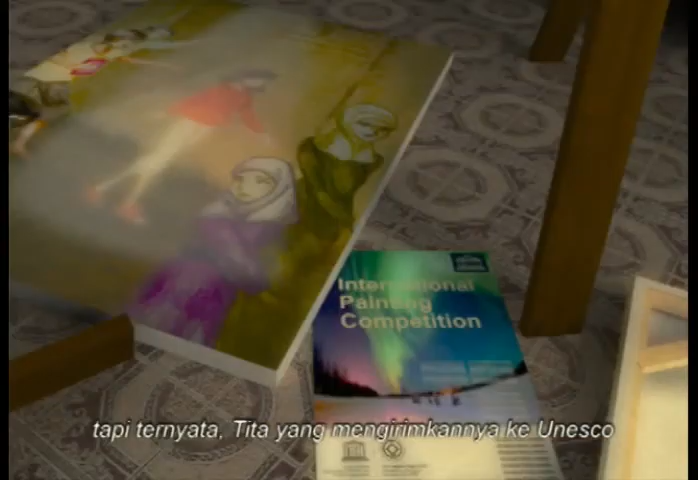 International
Painting
Competition
tapi ternyata, Tita yang mengirimkannya ke Unesco